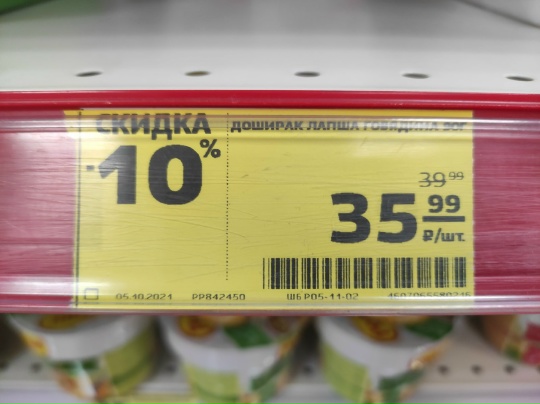 СКИДКА
-10%
ДОШИРАК ЛАПША ГОВЯДИНА 90Г
39 99
35 99
₽/шт.
05.10.2021 PP842450 ШБ P05-11-02